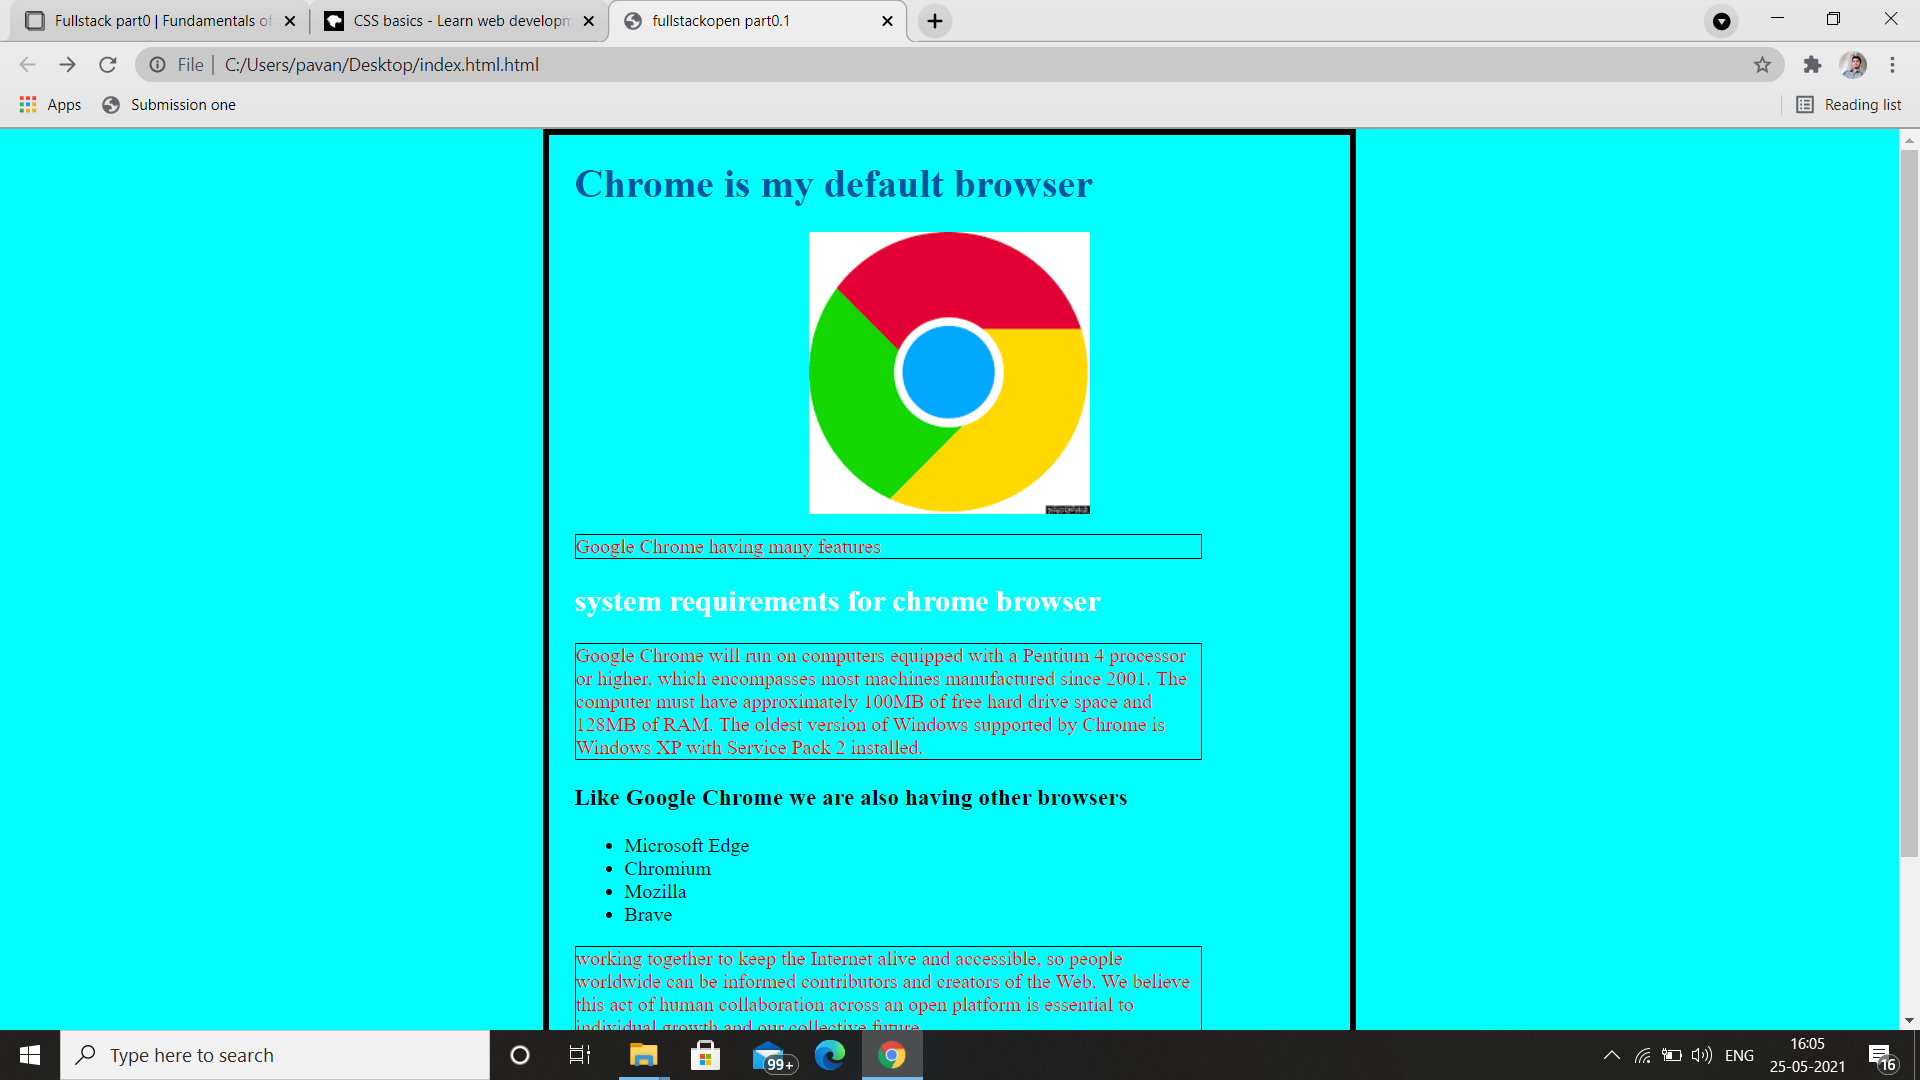 Fullstack part0 | Fundamentals of
CSS basics - Learn web developm
fullstackopen part0.1
File | C:/Users/pavan/Desktop/index.html.html
Apps
Submission one
Reading list
Chrome is my default browser
Google Chrome having many features
system requirements for chrome browser
Google Chrome will run on computers equipped with a Pentium 4 processor
or higher, which encompasses most machines manufactured since 2001. The
computer must have approximately 100MB of free hard drive space and
128MB of RAM. The oldest version of Windows supported by Chrome is
Windows XP with Service Pack 2 installed.
Like Google Chrome we are also having other browsers
• Microsoft Edge
• Chromium
• Mozilla
• Brave
working together to keep the Internet alive and accessible, so people
worldwide can be informed contributors and creators of the Web. We believe
this act of human collaboration across an open platform is essential to
individual growth and our collective future
Type here to search
99+
ENG
16:05
25-05-2021
16